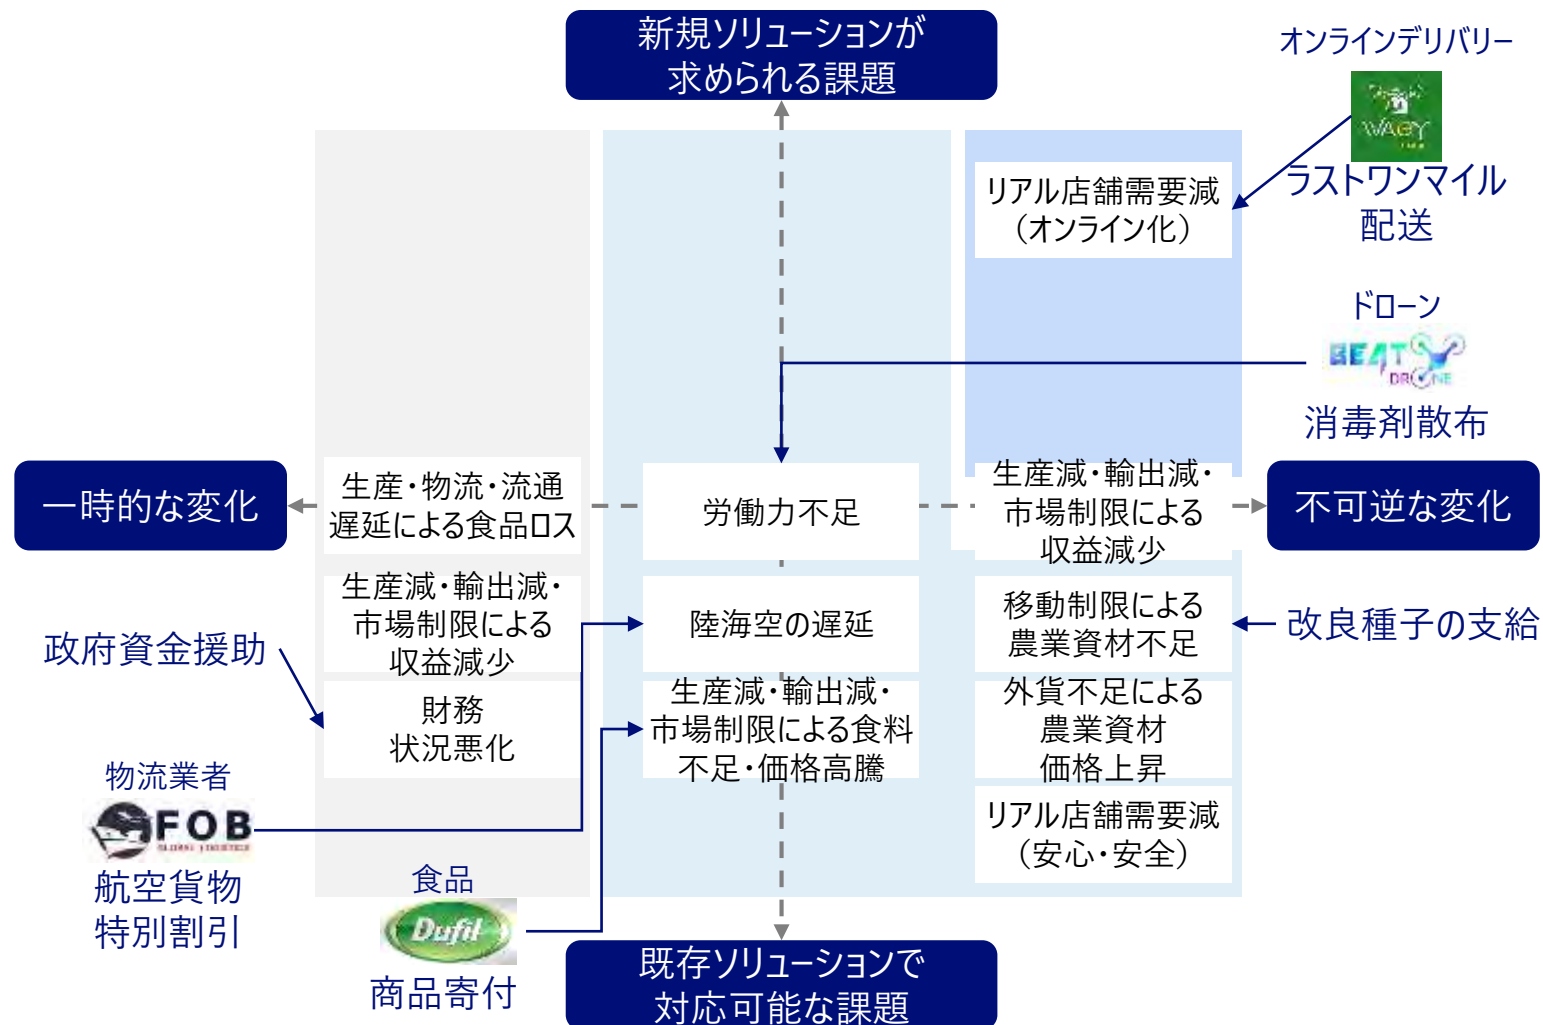 新規ソリューションが
求められる課題
オンラインデリバリー
WAGY
ラストワンマイル
配送
リアル店舗需要減
（オンライン化）
ドローン
BEAT
DRONE
消毒剤散布
一時的な変化
生産・物流・流通
遅延による食品ロス
労働力不足
生産減・輸出減・
市場制限による
収益減少
不可逆な変化
生産減・輸出減・
市場制限による
収益減少
陸海空の遅延
移動制限による
農業資材不足
改良種子の支給
政府資金援助
財務
状況悪化
生産減・輸出減・
市場制限による食料
不足・価格高騰
外貨不足による
農業資材
価格上昇
物流業者
FOB
GLOBAL LOGISTICS
航空貨物
特別割引
リアル店舗需要減
（安心・安全）
食品
Dufil
商品寄付
既存ソリューションで
対応可能な課題